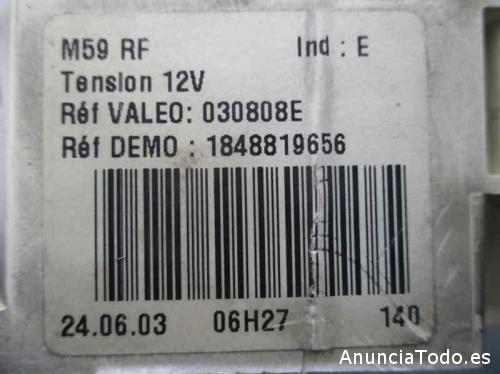 M59 RF Ind : E
Tension 12V
Réf VALEO: 030808E
Réf DEMO : 1848819656
24.06.03 06H27 140
AnunciaTodo.es